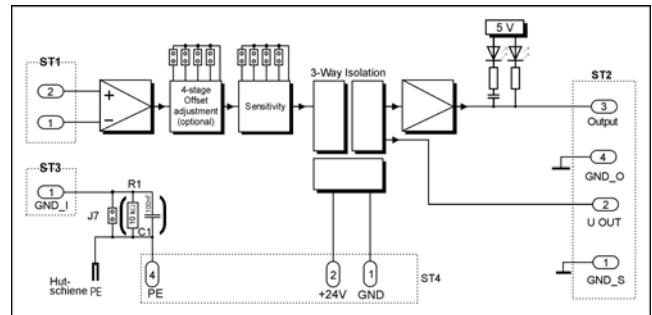 5 V
ST1
2
1
+
−
4-stage
Offset
adjustment
(optional)
Sensitivity
3-Way Isolation
ST2
3
Output
4
GND_O
2
U OUT
1
GND_S
ST3
1
GND_I
R1
J7
10 kΩ
100nF
C1
Hut-
schiene PE
4
PE
2
+24V
1
GND
ST4